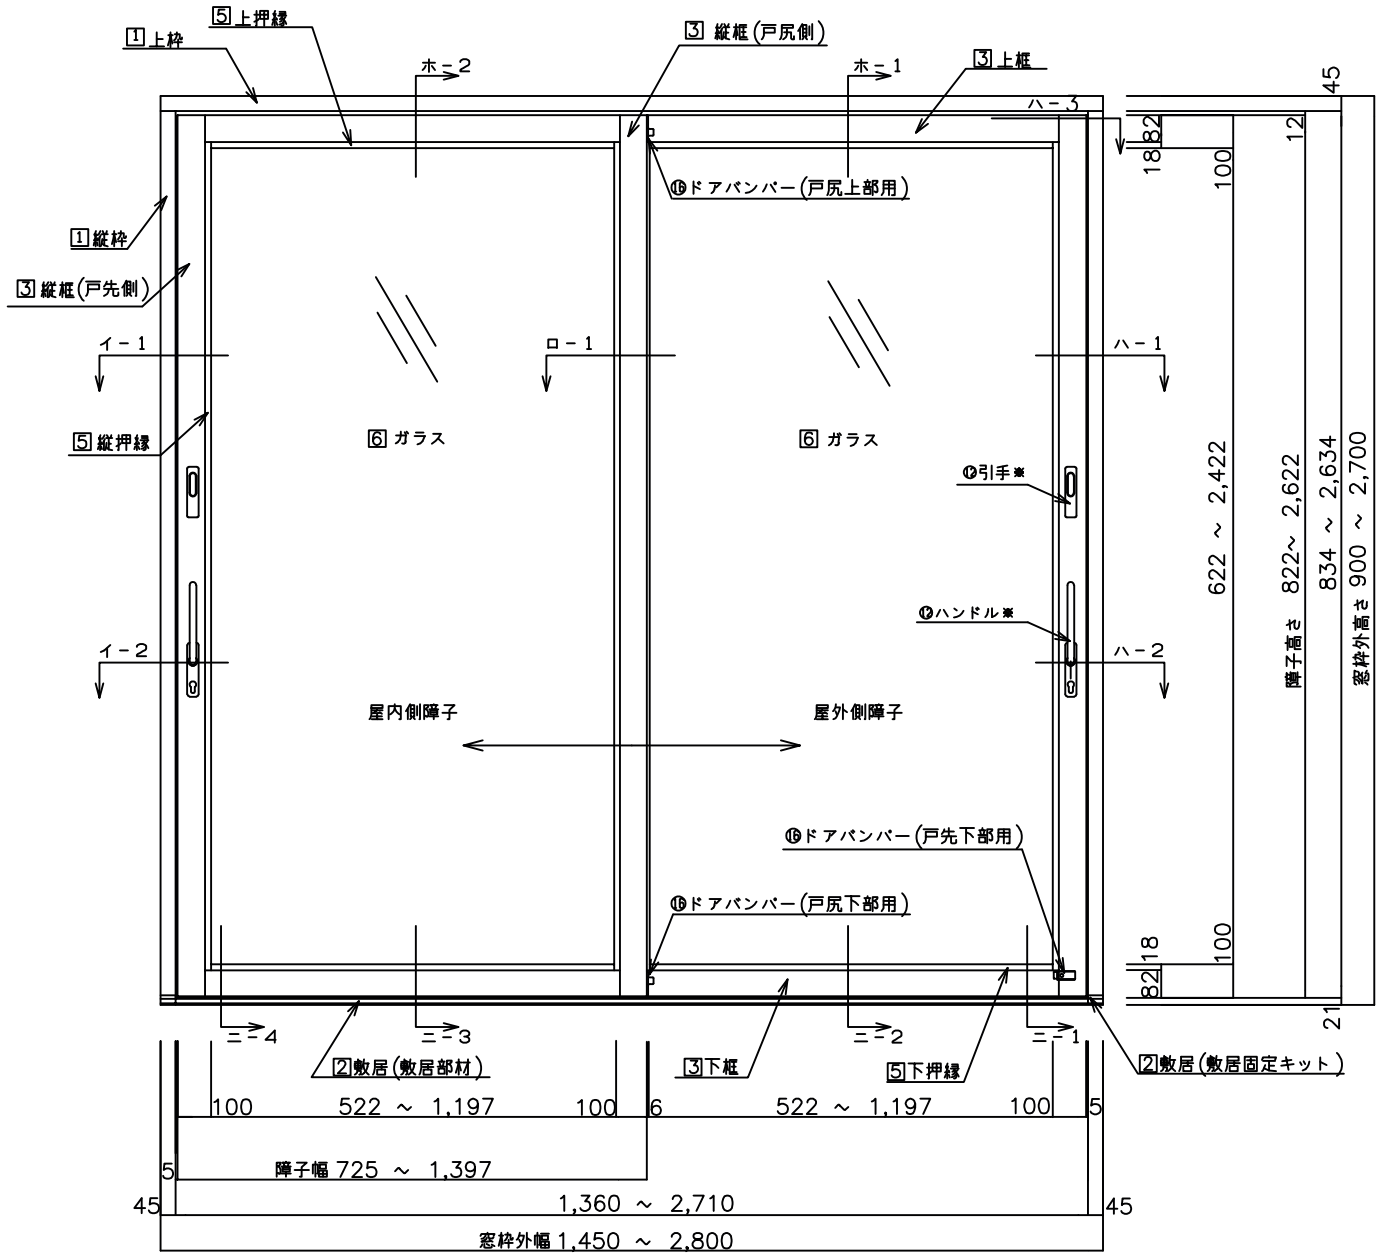 5 上押縁
1 上枠
3 縦框(戸尻側)
3 上框
ホ-2
ホ-1
ハ-3
45
12
82
18
100
⑯ドアバンパー(戸尻上部用)
1 縦枠
3 縦框(戸先側)
イ-1
ロ-1
ハ-1
5 縦押縁
6 ガラス
6 ガラス
⑫引手※
622 ~ 2,422
障子高さ 822~ 2,622
834 ~ 2,634
窓枠外高さ 900 ~ 2,700
⑫ハンドル※
イ-2
ハ-2
屋内側障子
屋外側障子
⑯ドアバンパー(戸先下部用)
⑯ドアバンパー(戸尻下部用)
18
100
82
21
ニ-4
ニ-3
ニ-2
ニ-1
2 敷居(敷居部材)
3 下框
5 下押縁
2 敷居(敷居固定キット)
100
522 ~ 1,197
100
6
522 ~ 1,197
100
5
5
障子幅 725 ~ 1,397
45
1,360 ~ 2,710
45
窓枠外幅 1,450 ~ 2,800